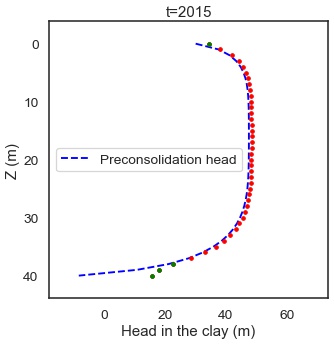 t=2015
0
10
20
30
40
Z (m)
Preconsolidation head
0 20 40 60
Head in the clay (m)